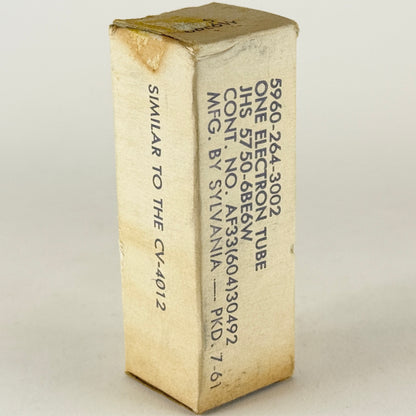 5960-264-3002
ONE ELECTRON TUBE
JHS 5750-6BE6W
CONT. NO. AF33(604)30492
MFG. BY SYLVANIA — PKD. 7-61
SIMILAR TO THE CV-4012